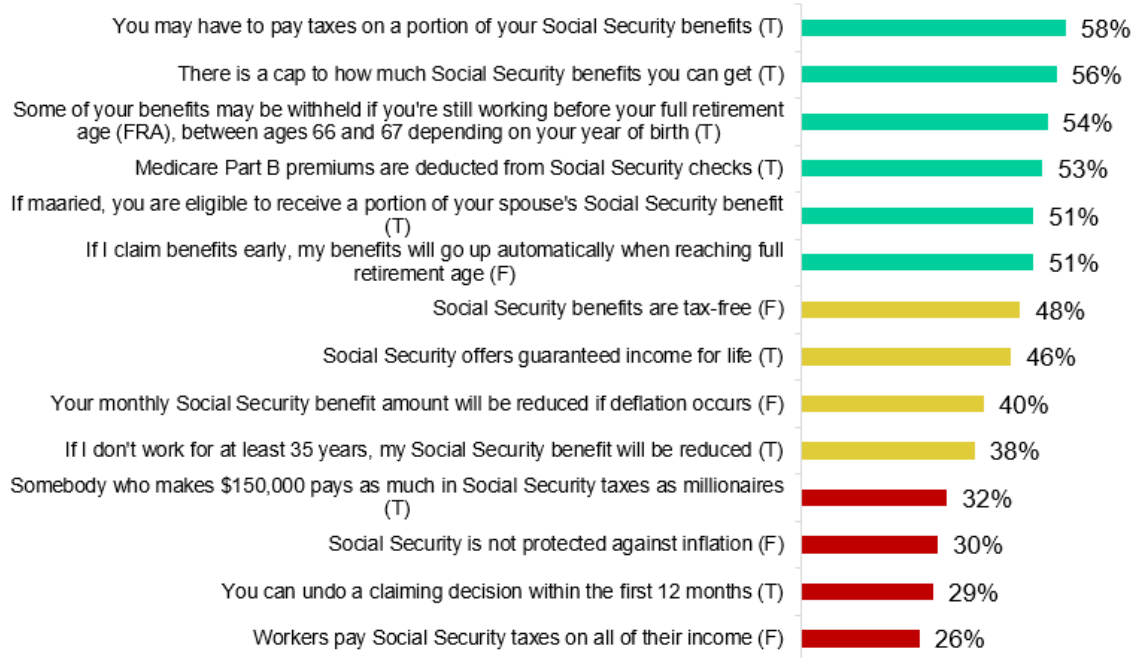 You may have to pay taxes on a portion of your Social Security benefits (T) 58%
There is a cap to how much Social Security benefits you can get (T) 56%
Some of your benefits may be withheld if you're still working before your full retirement
age (FRA), between ages 66 and 67 depending on your year of birth (T) 54%
Medicare Part B premiums are deducted from Social Security checks (T) 53%
If maaried, you are eligible to receive a portion of your spouse's Social Security benefit
(T) 51%
If I claim benefits early, my benefits will go up automatically when reaching full
retirement age (F) 51%
Social Security benefits are tax-free (F) 48%
Social Security offers guaranteed income for life (T) 46%
Your monthly Social Security benefit amount will be reduced if deflation occurs (F) 40%
If I don't work for at least 35 years, my Social Security benefit will be reduced (T) 38%
Somebody who makes $150,000 pays as much in Social Security taxes as millionaires
(T) 32%
Social Security is not protected against inflation (F) 30%
You can undo a claiming decision within the first 12 months (T) 29%
Workers pay Social Security taxes on all of their income (F) 26%